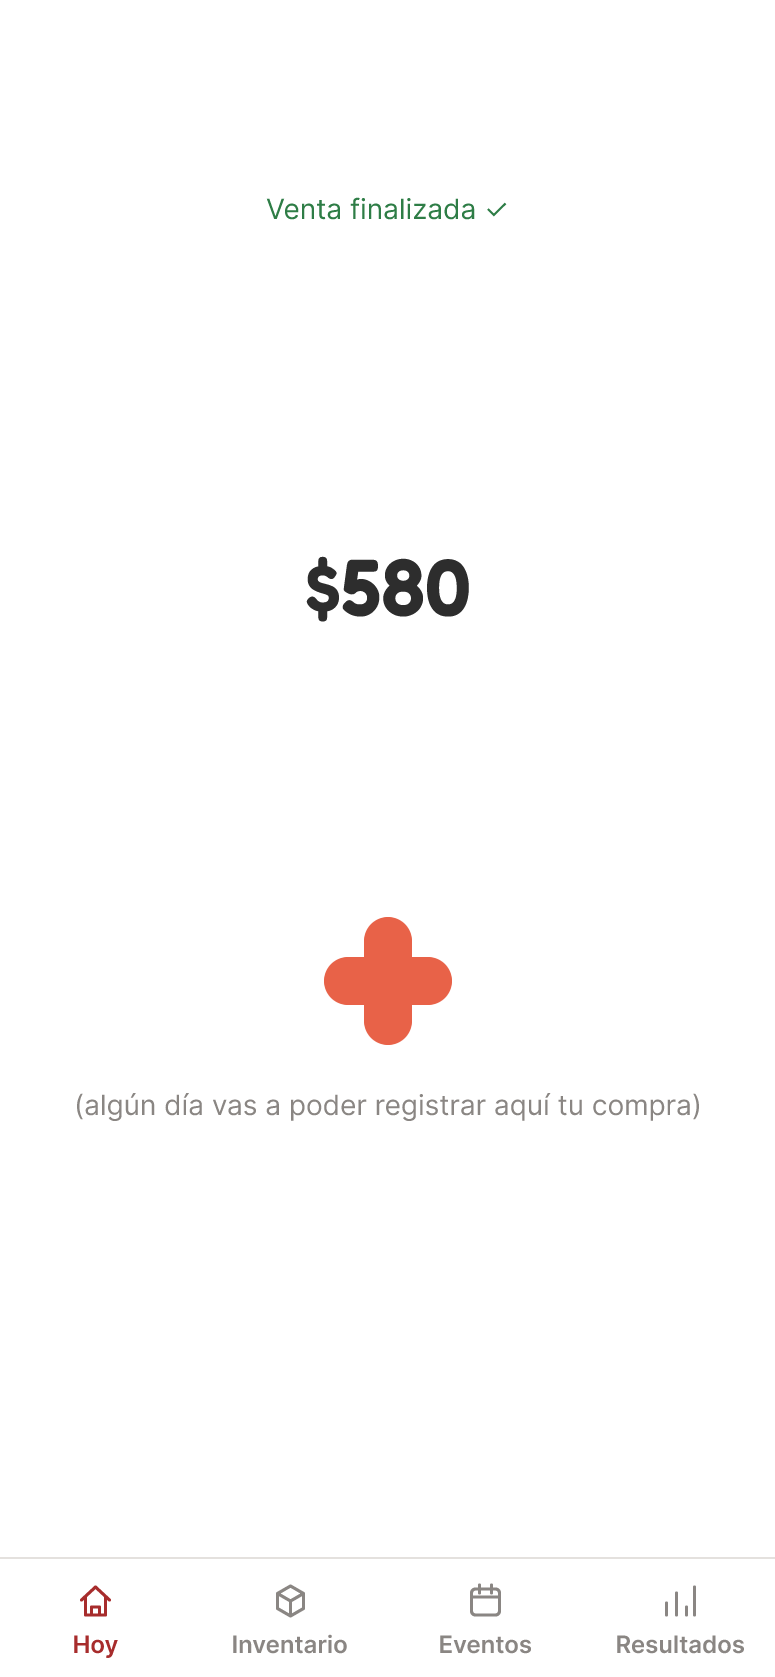 Venta finalizada ✓
$580
(algún día vas a poder registrar aquí tu compra)
Hoy
Inventario
Eventos
Resultados